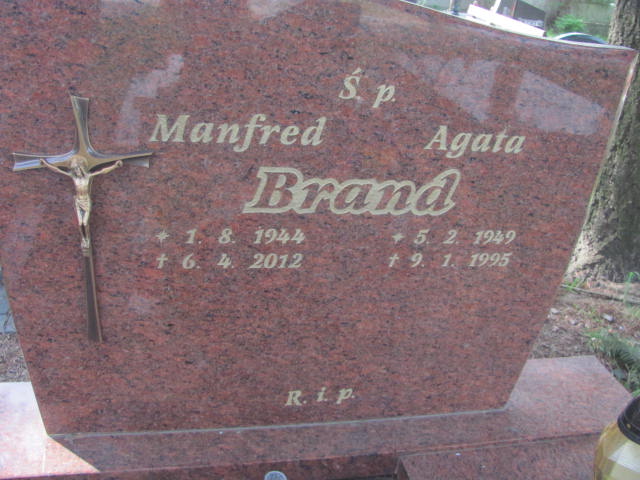 Ś. p.
Manfred Agata
Brand
* 1. 8. 1944 * 5. 2. 1949
† 6. 4. 2012 † 9. 1. 1995
R. i. p.